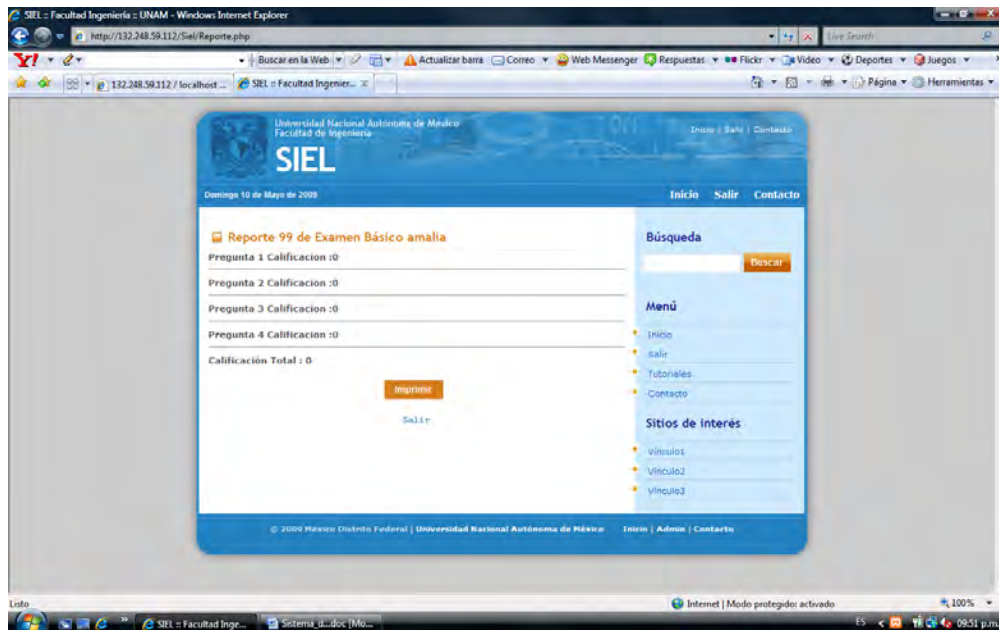 SIEL :: Facultad Ingeniería :: UNAM - Windows Internet Explorer
http://132.248.59.112/Siel/Reporte.php
Live Search
Buscar en la Web
Actualizar barra
Correo
Web Messenger
Respuestas
Flickr
Video
Deportes
Juegos
132.248.59.112 / localhost ...
SIEL :: Facultad Ingenier...
Página
Herramientas
Universidad Nacional Autónoma de México
Facultad de Ingeniería
SIEL
Inicio | Salir | Contacto
Domingo 10 de Mayo de 2009
Inicio Salir Contacto
Reporte 99 de Examen Básico amalia
Pregunta 1 Calificacion :0
Pregunta 2 Calificacion :0
Pregunta 3 Calificacion :0
Pregunta 4 Calificacion :0
Calificación Total : 0
Imprimir
Salir
Búsqueda
Buscar
Menú
Inicio
Salir
Tutoriales
Contacto
Sitios de interés
Vínculo1
Vínculo2
Vínculo3
© 2009 México Distrito Federal | Universidad Nacional Autónoma de México
Inicio | Admin | Contacto
Listo
Internet | Modo protegido: activado
100%
SIEL :: Facultad Inge...
Sistema_d...doc [Mo...
ES
09:51 p.m.